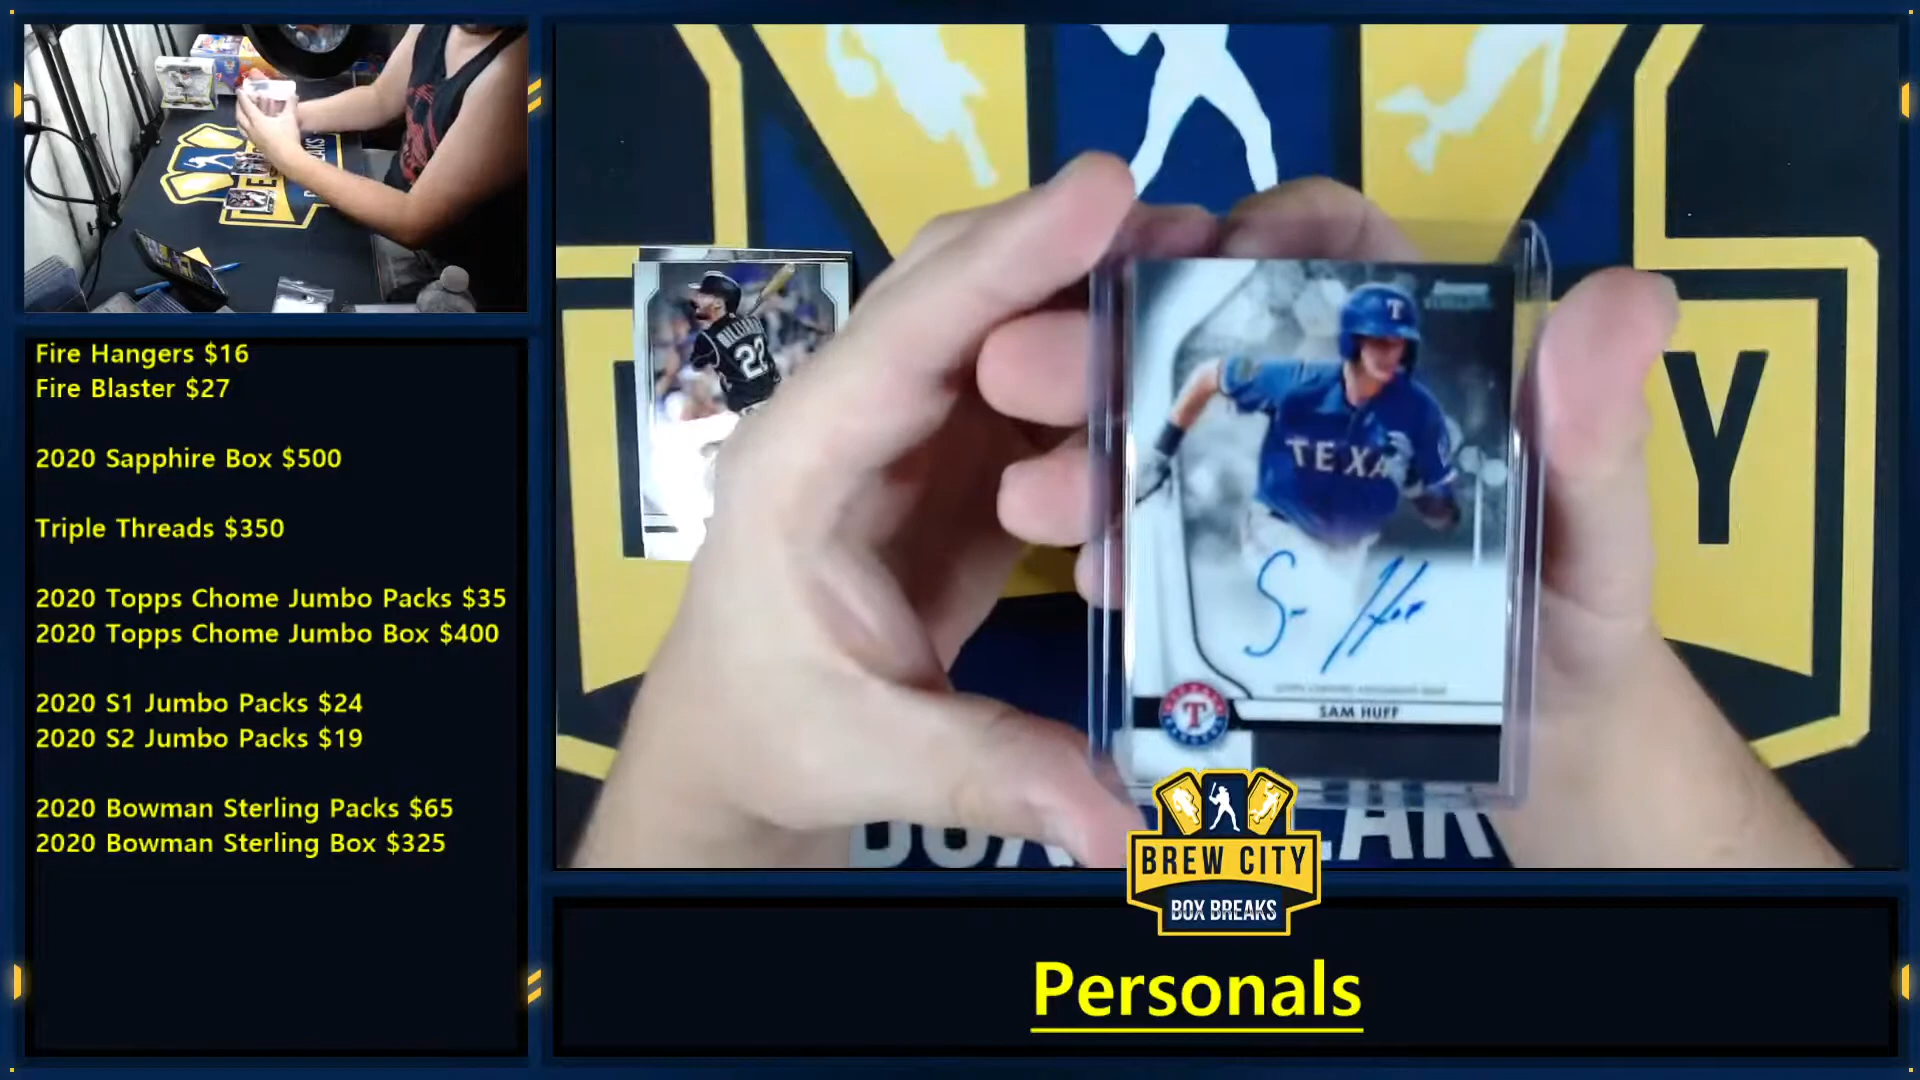 Fire Hangers $16
Fire Blaster $27
2020 Sapphire Box $500
Triple Threads $350
2020 Topps Chome Jumbo Packs $35
2020 Topps Chome Jumbo Box $400
2020 S1 Jumbo Packs $24
2020 S2 Jumbo Packs $19
2020 Bowman Sterling Packs $65
2020 Bowman Sterling Box $325
22
T
TEXA
SAM HUFF
T
Y
BREW CITY
BOX BREAKS
Personals